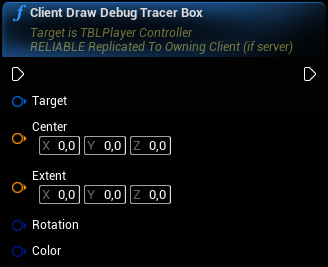 f Client Draw Debug Tracer Box
Target is TBLPlayer Controller
RELIABLE Replicated To Owning Client (if server)
Target
Center
X 0,0 Y 0,0 Z 0,0
Extent
X 0,0 Y 0,0 Z 0,0
Rotation
Color